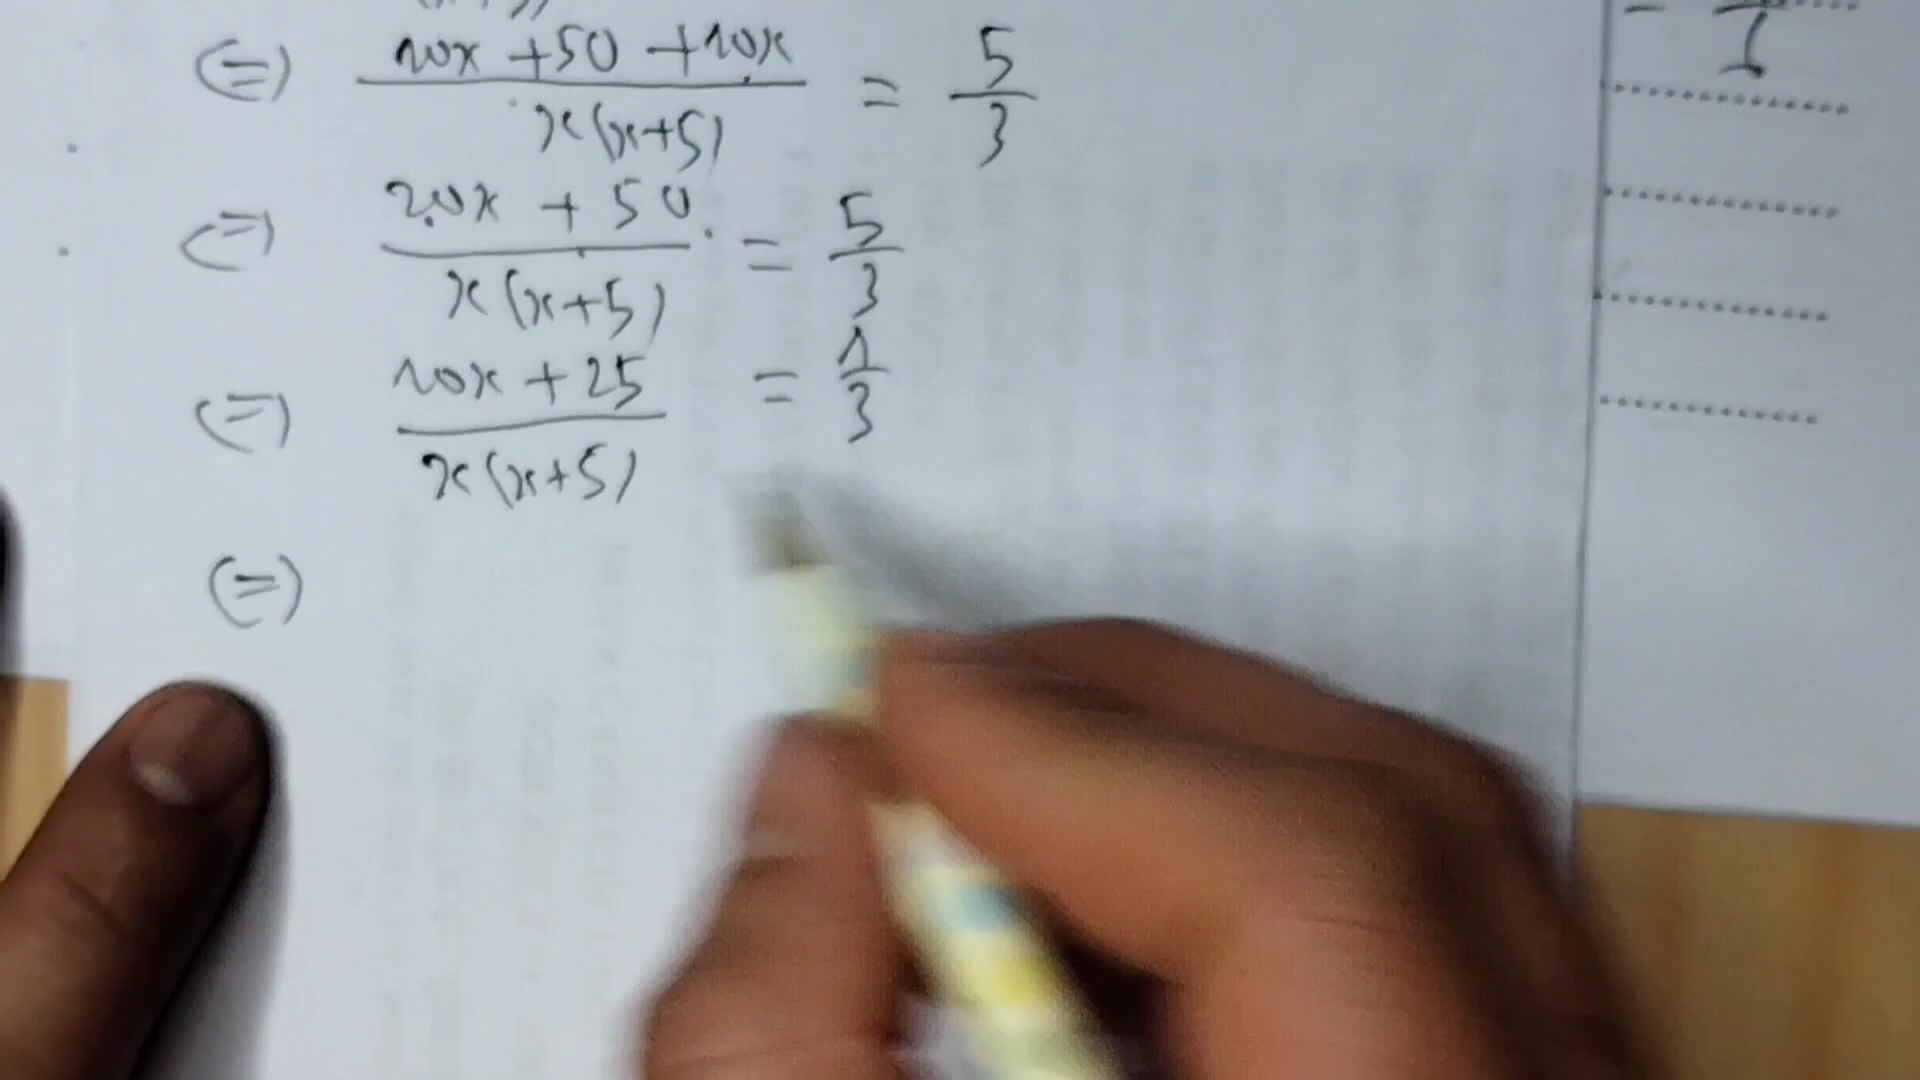 (=) (10x + 50 + 10x)/(x(x+5)) = 5/3
(=) (20x + 50)/(x(x+5)) = 5/3
(=) (10x + 25)/(x(x+5)) = 1/3
(=)